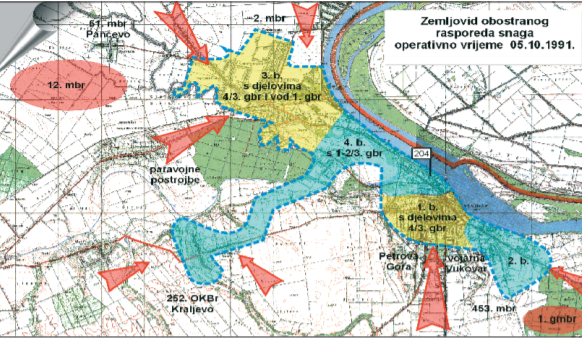 Zemljovid obostranog
rasporeda snaga
operativno vrijeme 05.10.1991.
51. mbr
Pančevo
2. mbr
12. mbr
3. b.
s djelovima
4/3. gbr i vod 1. gbr
4. b.
s 1-2/3. gbr
204
paravojne
postrojbe
1. b.
s djelovima
4/3. gbr
Petrova
Gora
Vojarna
Vukovar
2. b.
252. OKBr
Kraljevo
453. mbr
1. gmbr